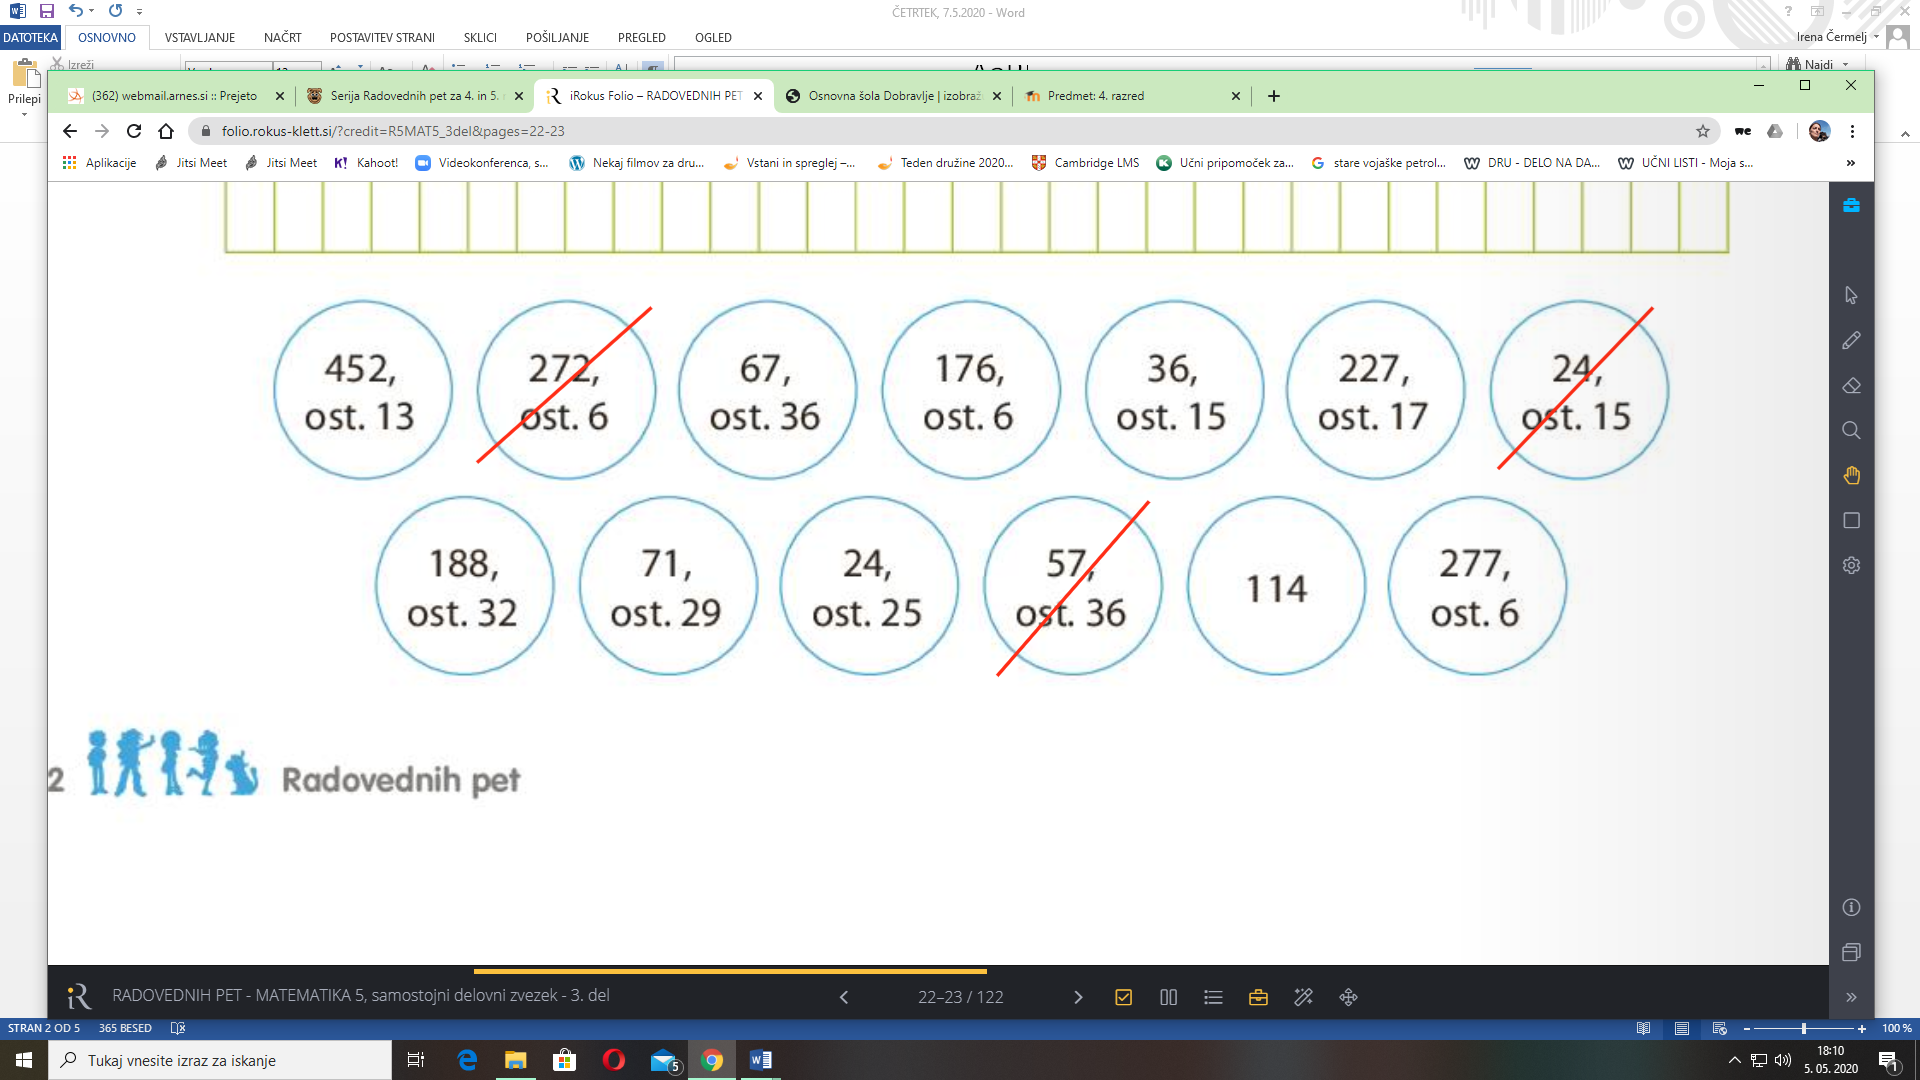 ČETRTEK, 7.5.2020 - Word
DATOTEKA OSNOVNO VSTAVLJANJE NAČRT POSTAVITEV STRANI SKLICI POŠILJANJE PREGLED OGLED
Irena Čermelj
Izreži
Najdi
Prilepi
(362) webmail.arnes.si :: Prejeto
Serija Radovednih pet za 4. in 5.
iRokus Folio – RADOVEDNIH PET
Osnovna šola Dobravlje | izobraž
Predmet: 4. razred
folio.rokus-klett.si/?credit=R5MAT5_3del&pages=22-23
Aplikacije Jitsi Meet Jitsi Meet Kahoot! Videokonferenca, s... Nekaj filmov za dru... Vstani in spreglej –... Teden družine 2020... Cambridge LMS Učni pripomoček za... stare vojaške petrol... DRU - DELO NA DA... UČNI LISTI - Moja s... »
452, 272, 67, 176, 36, 227, 24,
ost. 13 ost. 6 ost. 36 ost. 6 ost. 15 ost. 17 ost. 15
188, 71, 24, 57, 114 277,
ost. 32 ost. 29 ost. 25 ost. 36 ost. 6
2 Radovednih pet
RADOVEDNIH PET - MATEMATIKA 5, samostojni delovni zvezek - 3. del
22–23 / 122
STRAN 2 OD 5 365 BESED
100 %
Tukaj vnesite izraz za iskanje
5
18:10
5. 05. 2020
1